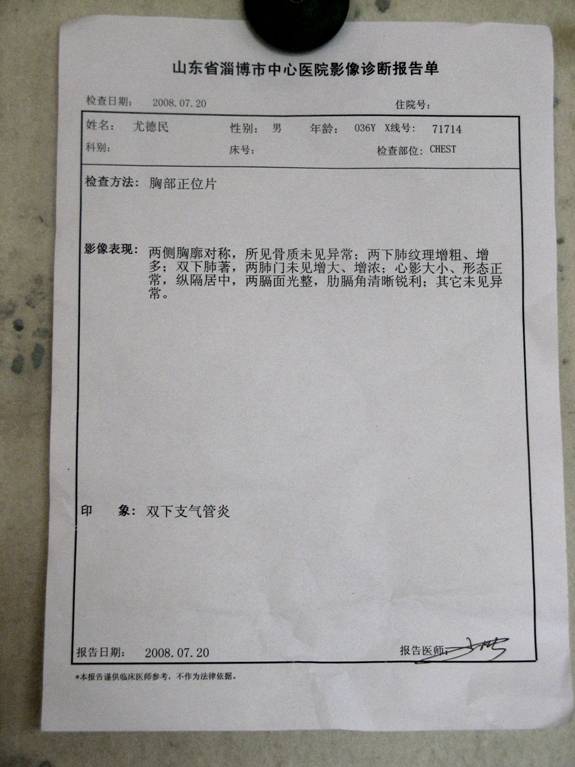 山东省淄博市中心医院影像诊断报告单
检查日期: 2008.07.20 住院号:
姓名: 尤德民 性别: 男 年龄: 036Y X线号: 71714
科别: 床号: 检查部位: CHEST
检查方法: 胸部正位片
影像表现: 两侧胸廓对称，所见骨质未见异常；两下肺纹理增粗、增
多；双下肺著，两肺门未见增大、增浓；心影大小、形态正
常，纵隔居中，两膈面光整，肋膈角清晰锐利；其它未见异
常。
印 象: 双下支气管炎
报告日期: 2008.07.20 报告医师:
*本报告谨供临床医师参考，不作为法律依据。